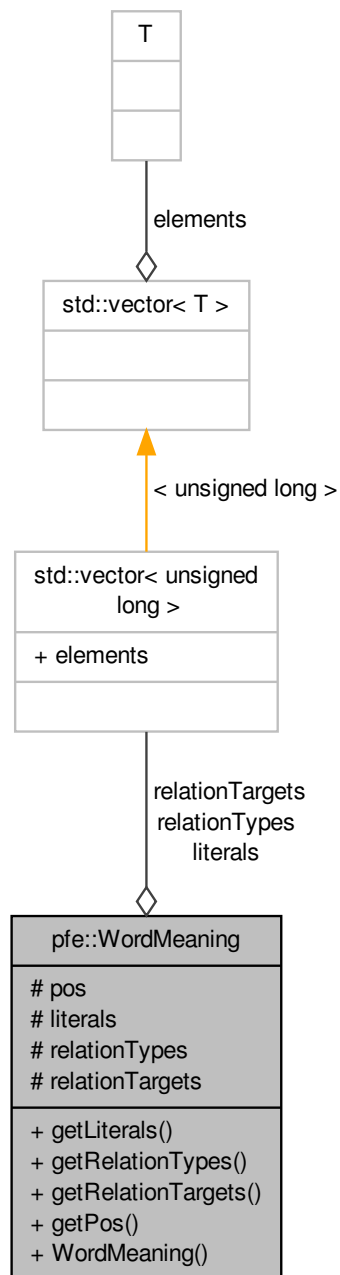 T
elements
std::vector< T >
< unsigned long >
std::vector< unsigned
long >
+ elements
relationTargets
relationTypes
literals
pfe::WordMeaning
# pos
# literals
# relationTypes
# relationTargets
+ getLiterals()
+ getRelationTypes()
+ getRelationTargets()
+ getPos()
+ WordMeaning()